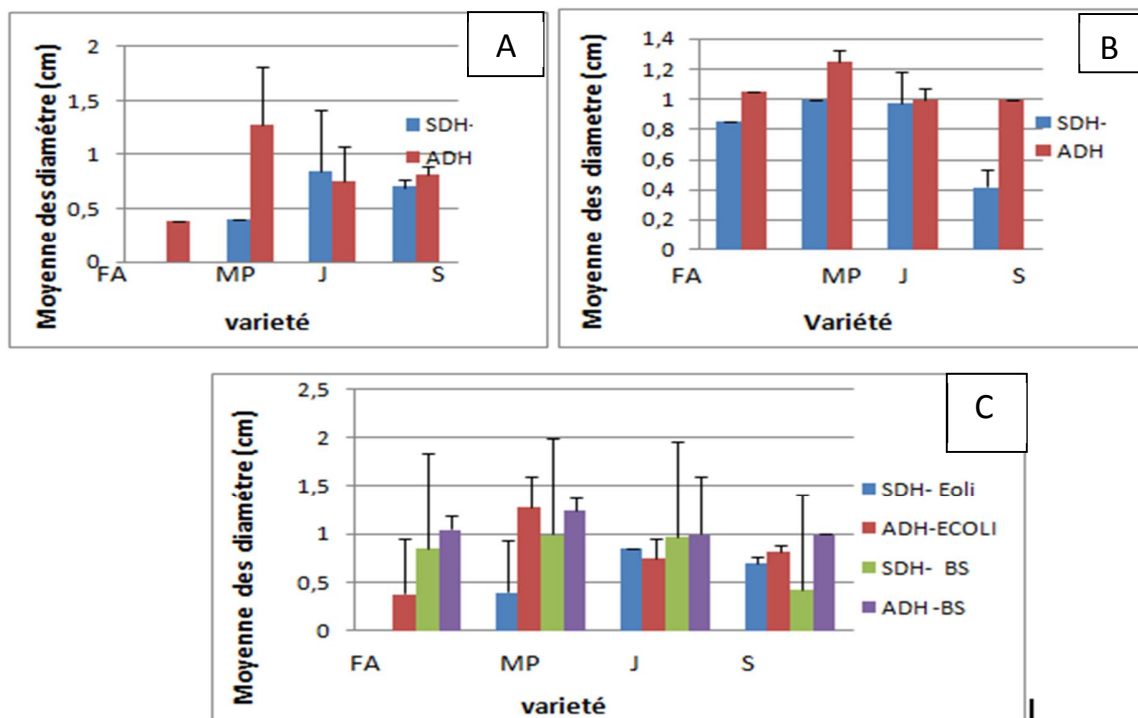 A
Moyenne des diamétre (cm)
2
1,5
1
0,5
0
SDH-
ADH
FA MP J S
varieté
B
Moyenne des diametre (cm)
1,4
1,2
1
0,8
0,6
0,4
0,2
0
SDH-
ADH
FA MP J S
Variété
C
Moyenne des diamétre (cm)
2,5
2
1,5
1
0,5
0
SDH- Eoli
ADH-ECOLI
SDH- BS
ADH -BS
FA MP J S
varieté